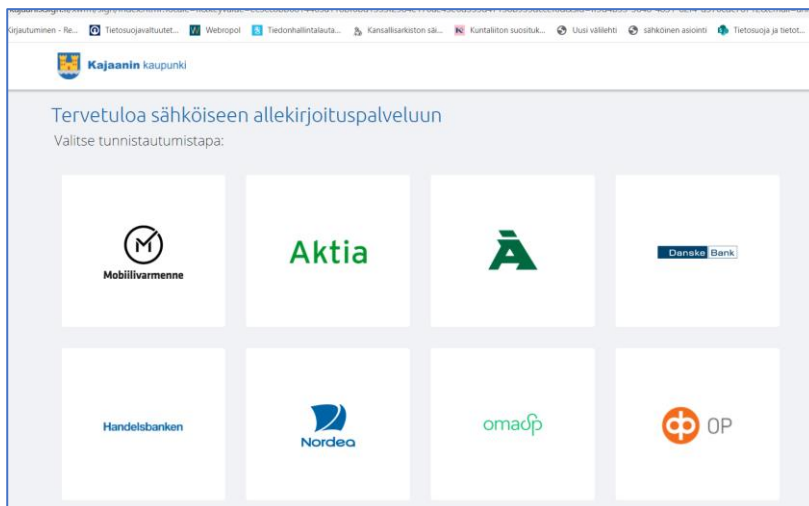 Kirjautuminen - Re... Tietosuojavaltuutet... Webropol Tiedonhallintalauta... Kansallisarkiston säi... Kuntaliiton suosituk... Uusi välilehti sähköinen asiointi Tietosuoja ja tietot...
Kajaanin kaupunki
Tervetuloa sähköiseen allekirjoituspalveluun
Valitse tunnistautumistapa:
Mobiilivarmenne
Aktia
Danske Bank
Handelsbanken
Nordea
omasp
OP